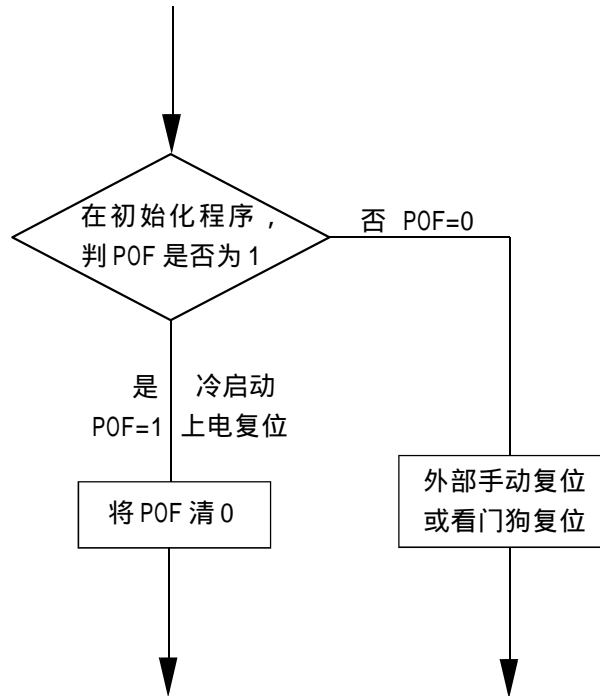 在初始化程序，
判POF是否为1
否 POF=0
是 冷启动
POF=1 上电复位
将POF清0
外部手动复位
或看门狗复位